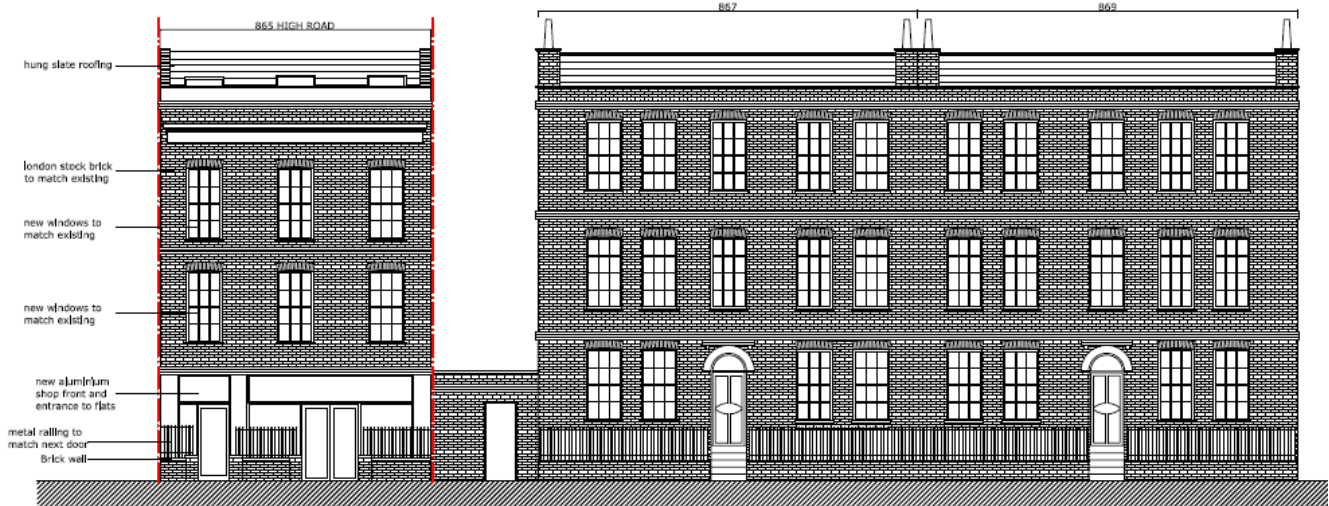 865 HIGH ROAD
867
869
hung slate roofing
london stock brick
to match existing
new windows to
match existing
new windows to
match existing
new aluminium
shop front and
entrance to flats
metal railing to
match next door
Brick wall